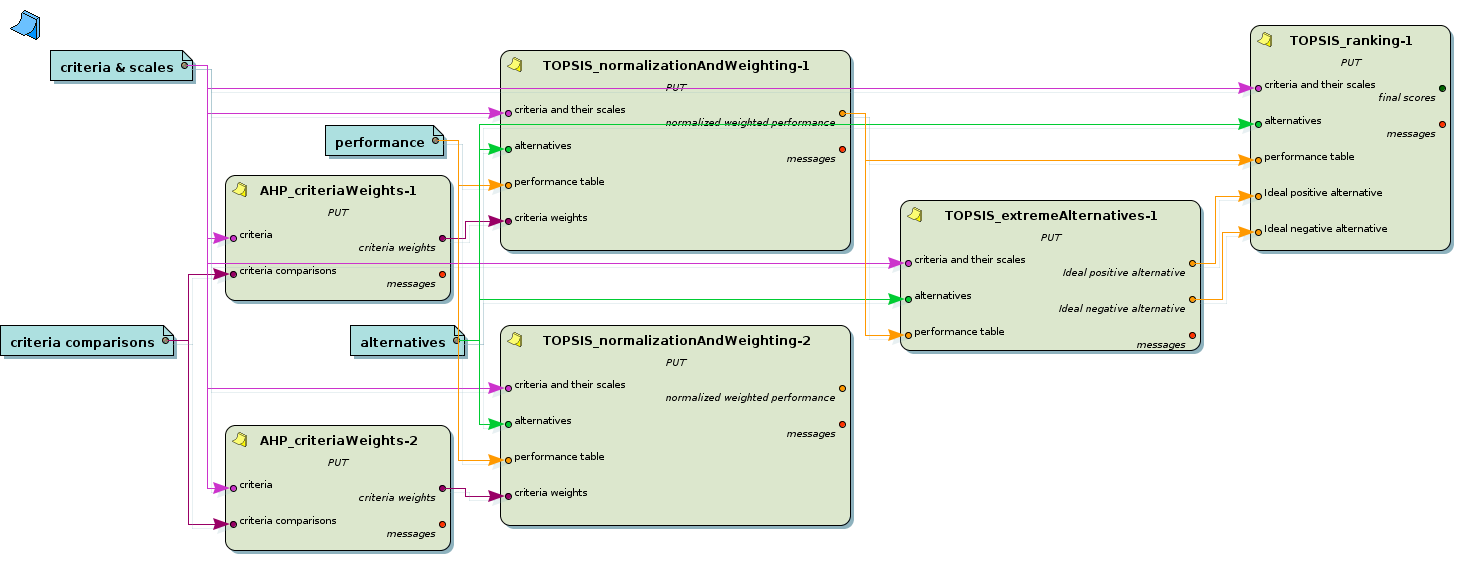 criteria & scales
performance
criteria comparisons
alternatives
AHP_criteriaWeights-1
PUT
criteria
criteria weights
criteria comparisons
messages
AHP_criteriaWeights-2
PUT
criteria
criteria weights
criteria comparisons
messages
TOPSIS_normalizationAndWeighting-1
PUT
criteria and their scales
normalized weighted performance
alternatives
messages
performance table
criteria weights
TOPSIS_normalizationAndWeighting-2
PUT
criteria and their scales
normalized weighted performance
alternatives
messages
performance table
criteria weights
TOPSIS_extremeAlternatives-1
PUT
criteria and their scales
Ideal positive alternative
alternatives
Ideal negative alternative
performance table
messages
TOPSIS_ranking-1
PUT
criteria and their scales
final scores
alternatives
messages
performance table
Ideal positive alternative
Ideal negative alternative